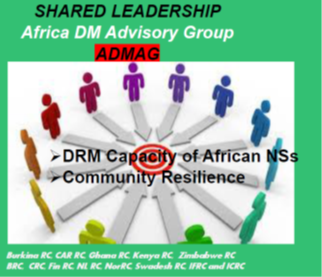 SHARED LEADERSHIP
Africa DM Advisory Group
ADMAG
➢DRM Capacity of African NSs
➢Community Resilience
Burkina RC, CAR RC, Ghana RC, Kenya RC, Zimbabwe RC
BRC, CRC, Fin RC, NL RC, NorRC, Swedesh RC, IFRC and ICRC